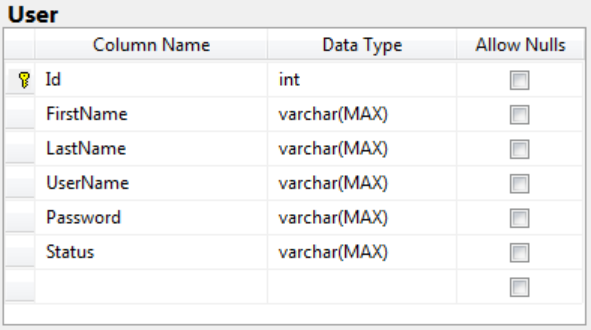 User
Column Name Data Type Allow Nulls
Id int
FirstName varchar(MAX)
LastName varchar(MAX)
UserName varchar(MAX)
Password varchar(MAX)
Status varchar(MAX)